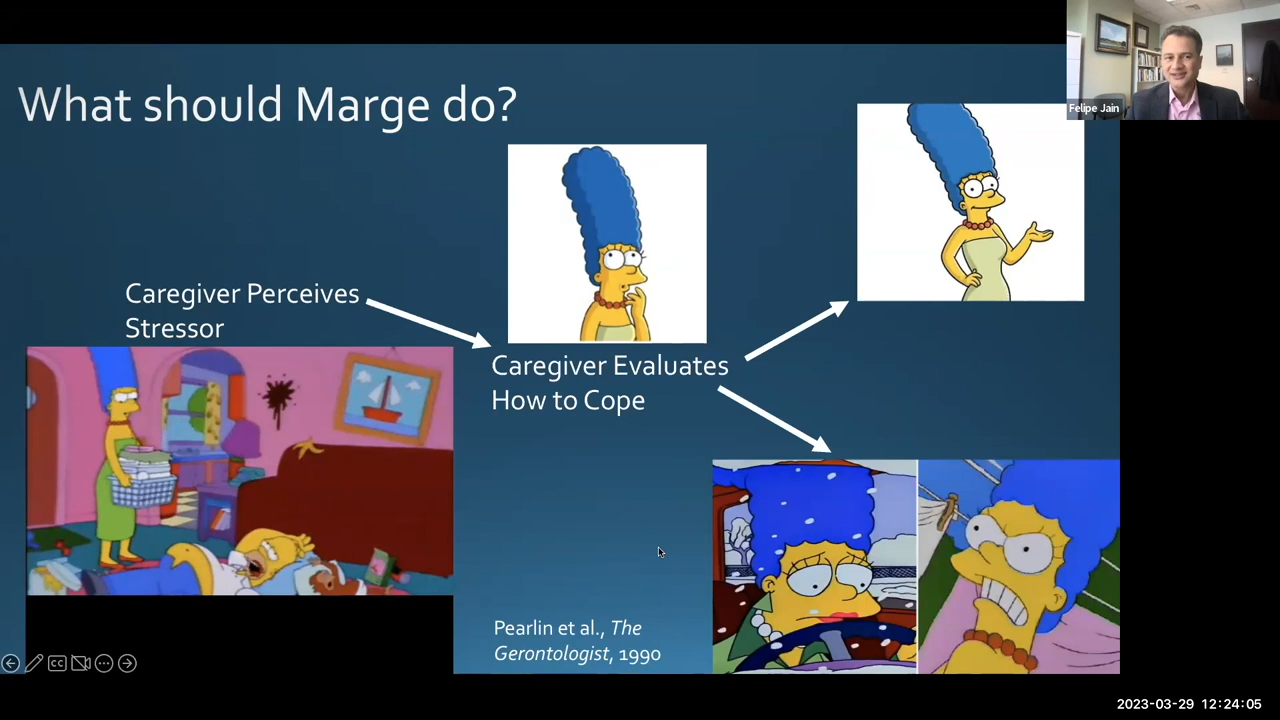 What should Marge do?
Felipe Jain
Caregiver Perceives
Stressor
Caregiver Evaluates
How to Cope
Pearlin et al., The
Gerontologist, 1990
CC
2023-03-29 12:24:05